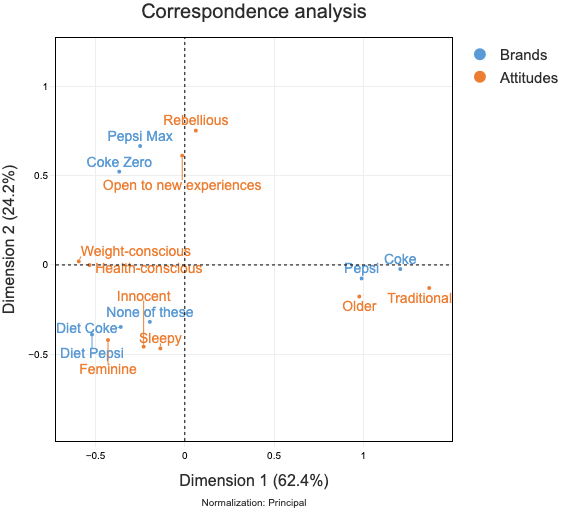 Correspondence analysis
Brands
Attitudes
Dimension 2 (24.2%)
1
0.5
0
−0.5
Rebellious
Pepsi Max
Coke Zero
Open to new experiences
Weight-conscious
Health-conscious
Coke
Pepsi
Traditional
Older
Innocent
None of these
Diet Coke
Sleepy
Diet Pepsi
Feminine
−0.5
0
0.5
1
Dimension 1 (62.4%)
Normalization: Principal